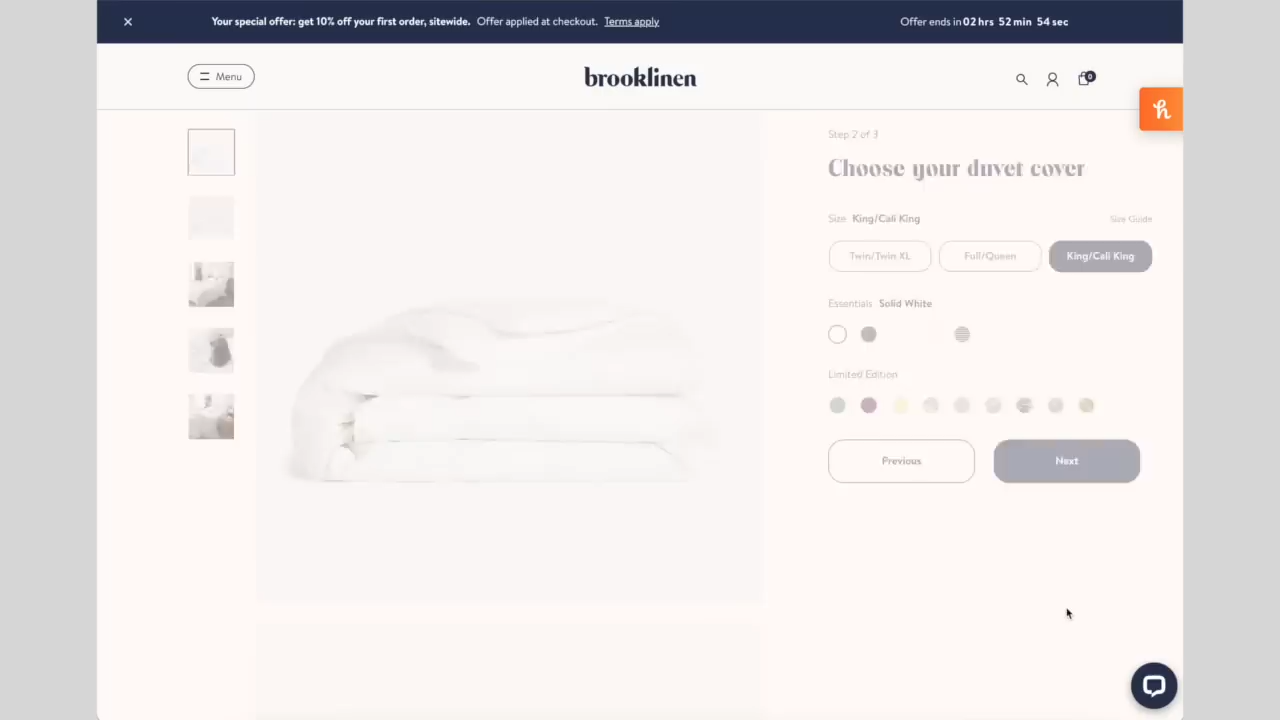 Your special offer: get 10% off your first order, sitewide. Offer applied at checkout. Terms apply
Offer ends in 02 hrs 52 min 54 sec
Menu
brooklinen
0
h
Step 2 of 3
Choose your duvet cover
Size King/Cali King
Size Guide
Twin/Twin XL
Full/Queen
King/Cali King
Essentials Solid White
Limited Edition
Previous
Next